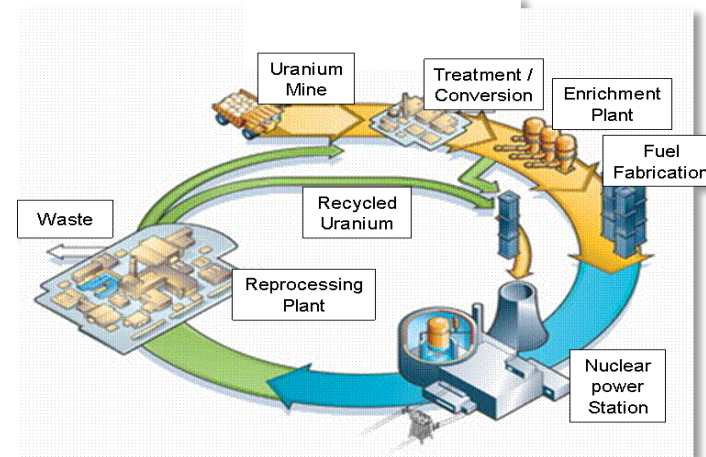 Uranium
Mine
Treatment /
Conversion
Enrichment
Plant
Fuel
Fabrication
Recycled
Uranium
Waste
Reprocessing
Plant
Nuclear
power
Station